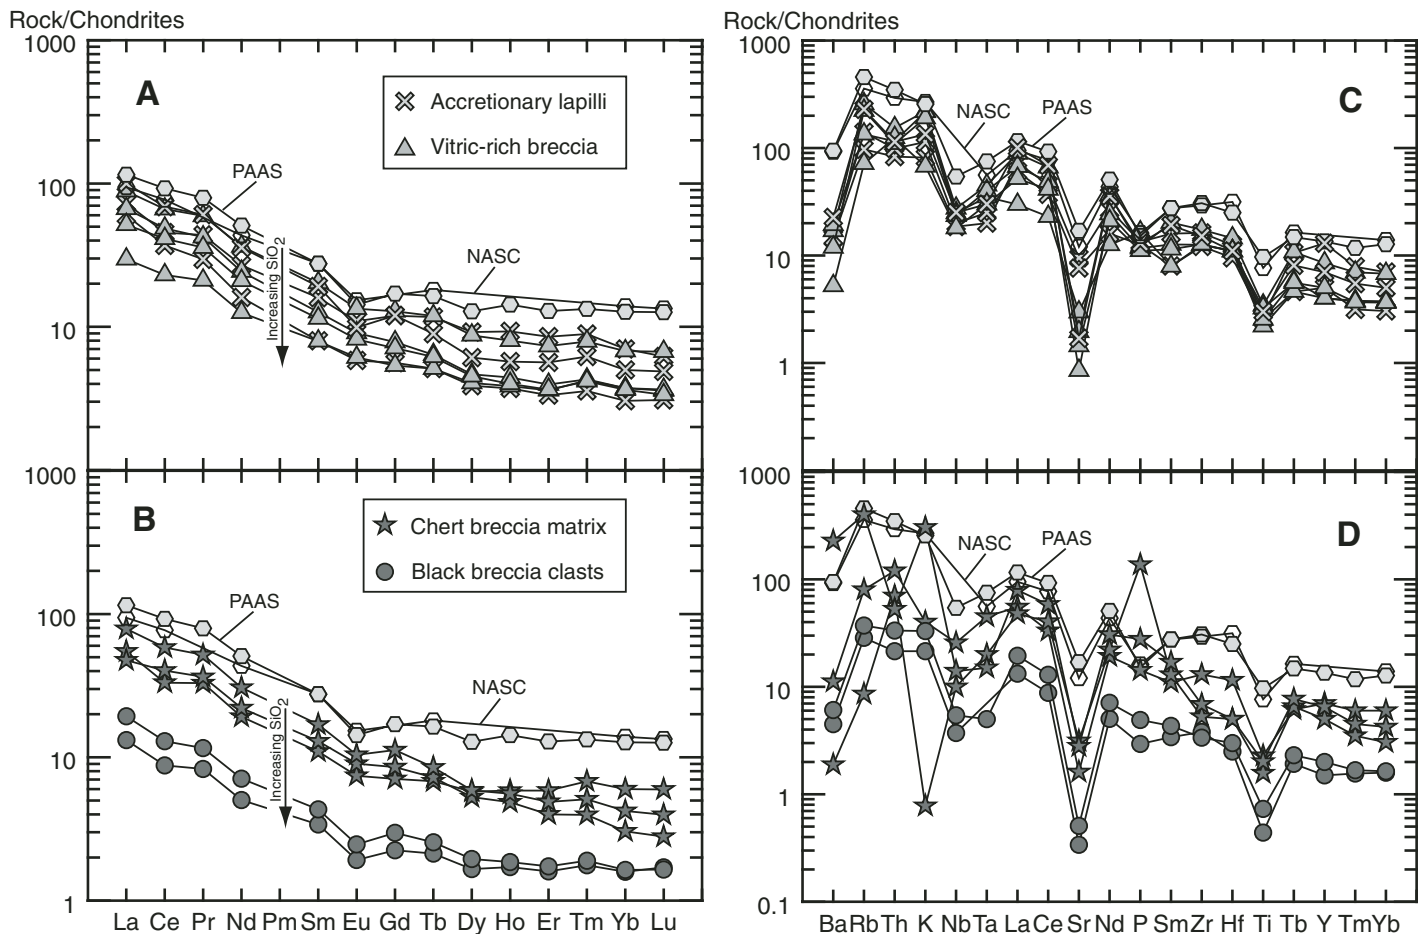 Rock/Chondrites
1000
100
10
A
Accretionary lapilli
Vitric-rich breccia
PAAS
NASC
Increasing SiO2
1000
100
10
1
B
Chert breccia matrix
Black breccia clasts
PAAS
NASC
Increasing SiO2
La Ce Pr Nd Pm Sm Eu Gd Tb Dy Ho Er Tm Yb Lu
Rock/Chondrites
1000
100
10
1
C
NASC
PAAS
1000
100
10
1
0.1
D
NASC
PAAS
Ba Rb Th K Nb Ta La Ce Sr Nd P Sm Zr Hf Ti Tb Y Tm Yb